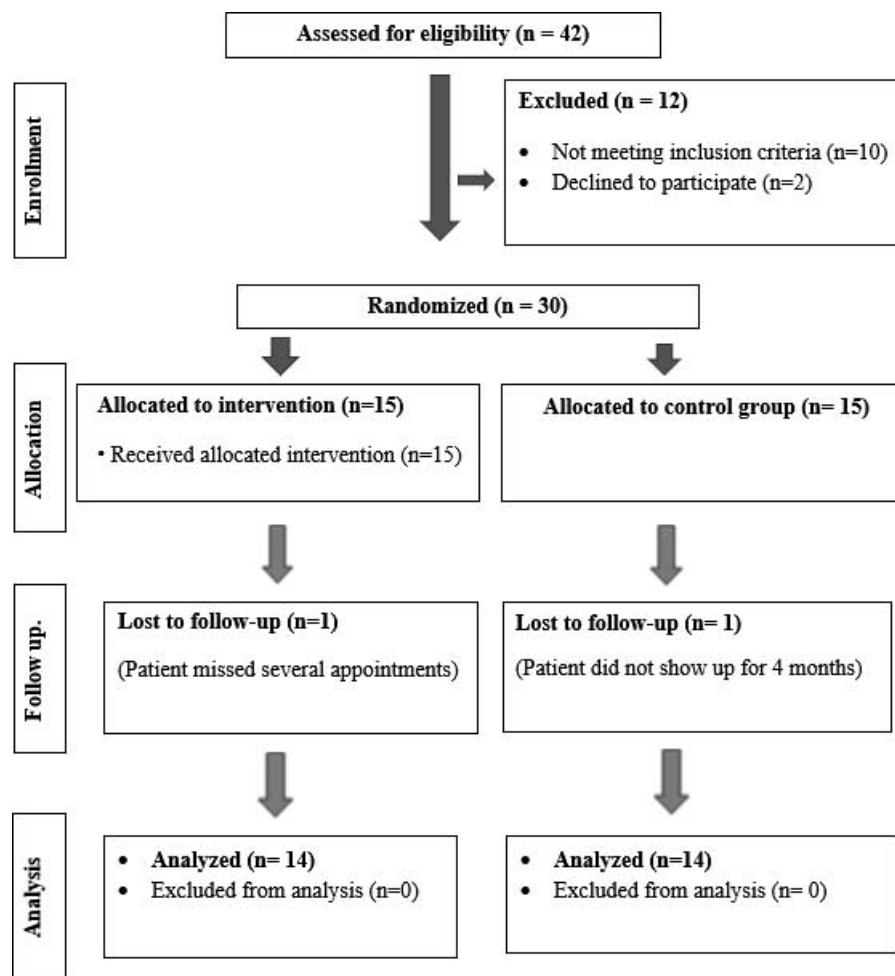 Assessed for eligibility (n = 42)
Enrollment
Excluded (n = 12)
• Not meeting inclusion criteria (n=10)
• Declined to participate (n=2)
Randomized (n = 30)
Allocation
Allocated to intervention (n=15)
• Received allocated intervention (n=15)
Allocated to control group (n= 15)
Follow up.
Lost to follow-up (n=1)
(Patient missed several appointments)
Lost to follow-up (n= 1)
(Patient did not show up for 4 months)
Analysis
• Analyzed (n= 14)
• Excluded from analysis (n=0)
• Analyzed (n=14)
• Excluded from analysis (n= 0)